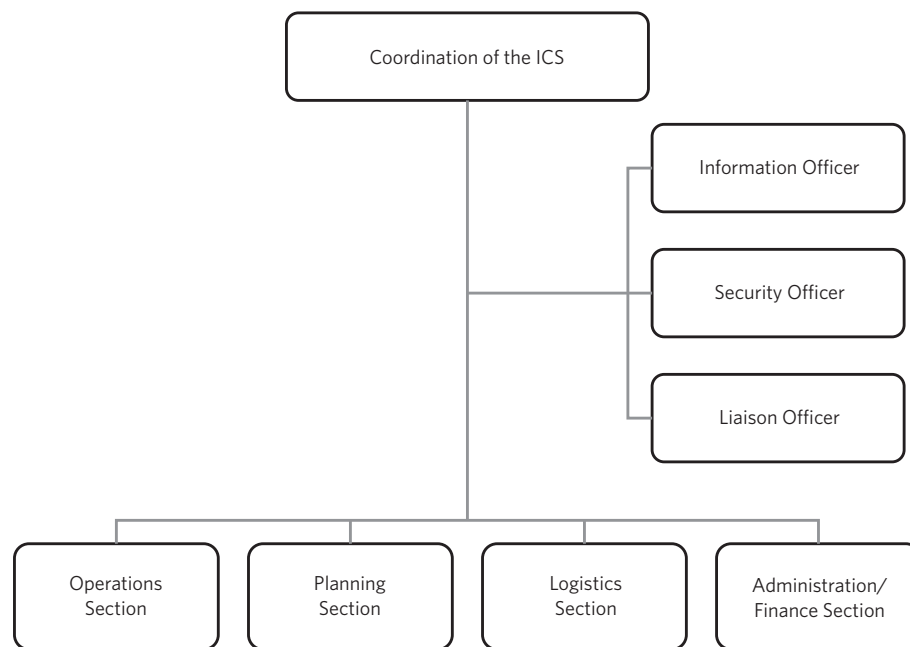 Coordination of the ICS
Information Officer
Security Officer
Liaison Officer
Operations
Section
Planning
Section
Logistics
Section
Administration/
Finance Section